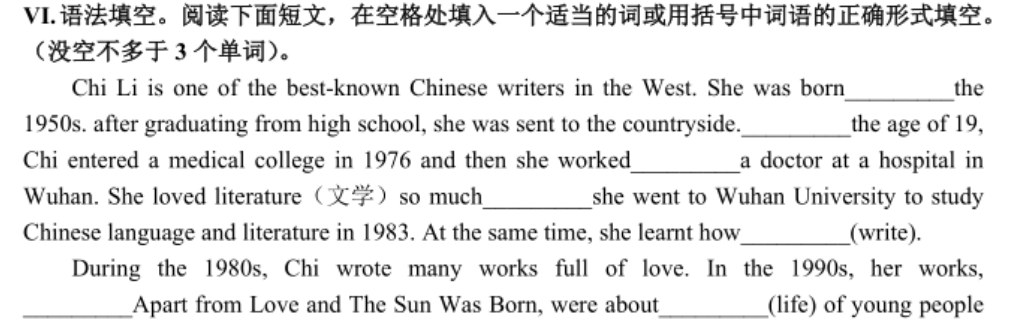 VI.语法填空。阅读下面短文，在空格处填入一个适当的词或用括号中词语的正确形式填空。
（没空不多于 3 个单词）。
Chi Li is one of the best-known Chinese writers in the West. She was born__________the
1950s. after graduating from high school, she was sent to the countryside.__________the age of 19,
Chi entered a medical college in 1976 and then she worked__________a doctor at a hospital in
Wuhan. She loved literature（文学）so much__________she went to Wuhan University to study
Chinese language and literature in 1983. At the same time, she learnt how__________(write).
During the 1980s, Chi wrote many works full of love. In the 1990s, her works,
__________Apart from Love and The Sun Was Born, were about__________(life) of young people